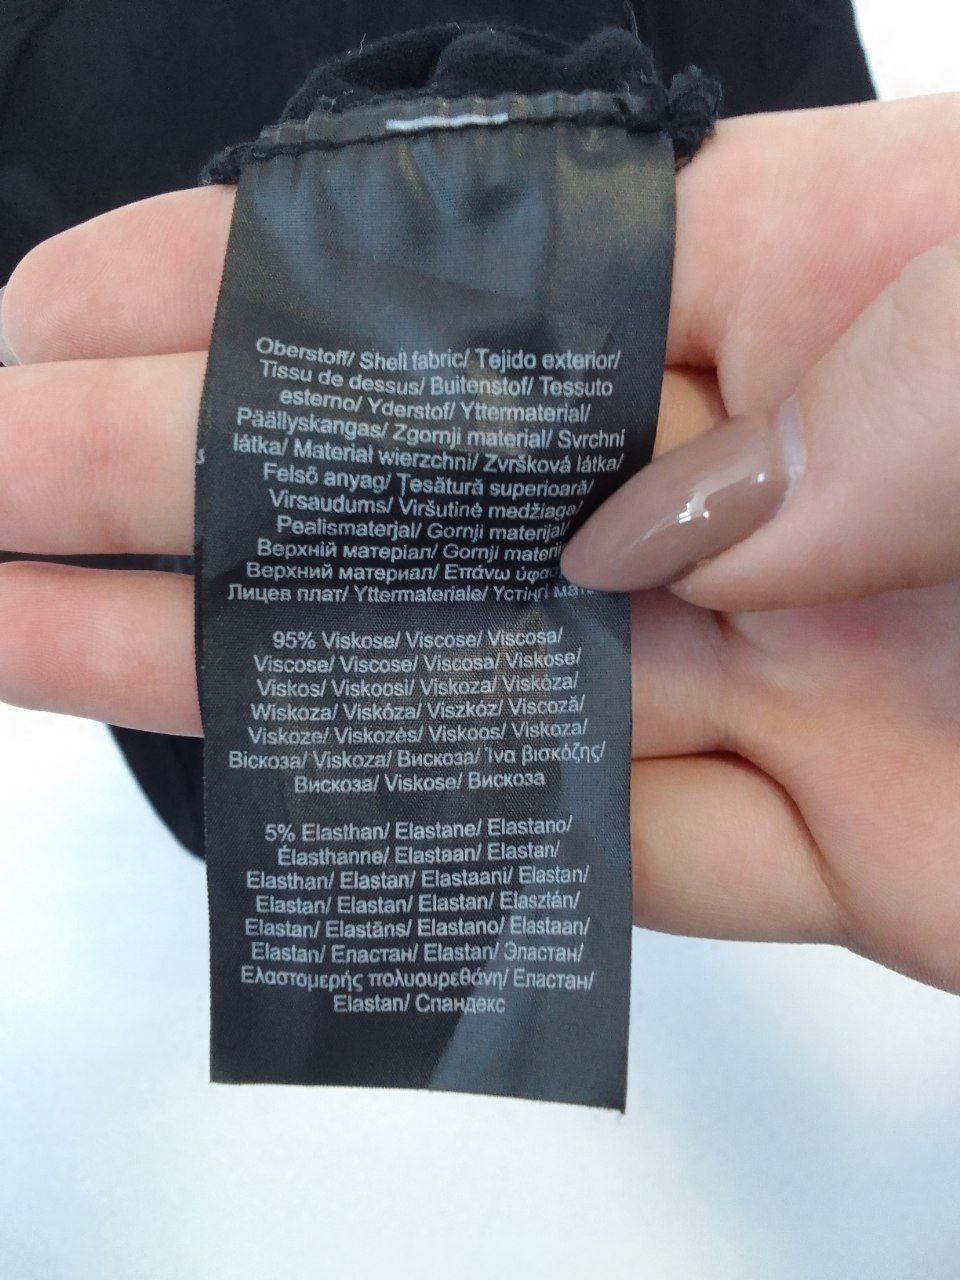 Oberstoff/ Shell fabric/ Tejido exterior/
Tissu de dessus/ Buitenstof/ Tessuto
esterno/ Yderstof/ Yttermaterial/
Päällyskangas/ Zgornji material/ Svrchni
látka/ Materiał wierzchni/ Zvršková látka/
Felső anyag/ Țesătură superioară/
Virsaudums/ Viršutinė medžiaga/
Pealismaterjal/ Gornji materijal/
Верхній матеріал/ Gornji
Верхний материал/ Επάνω
Лицев плат/ Yttermateriale/ Үстіңгі
95% Viskose/ Viscose/ Viscosa/
Viscose/ Viscose/ Viscosa/ Viskose/
Viskos/ Viskoosi/ Viskoza/ Viskóza/
Wiskoza/ Viskóza/ Viszkóz/ Viscoză/
Viskoze/ Viskozės/ Viskoos/ Viskoza/
Віскоза/ Viskoza/ Вискоза/ Ίνα βισκόζης/
Вискоза/ Viskose/ Вискоза
5% Elasthan/ Elastane/ Elastano/
Élasthanne/ Elastaan/ Elastan/
Elasthan/ Elastan/ Elastaani/ Elastan/
Elastan/ Elastan/ Elastan/ Elasztán/
Elastan/ Elastāns/ Elastano/ Elastaan/
Elastan/ Еластан/ Elastan/ Эластан/
Ελαστομερής πολυουρεθάνη/ Еластан/
Elastan/ Спандекс